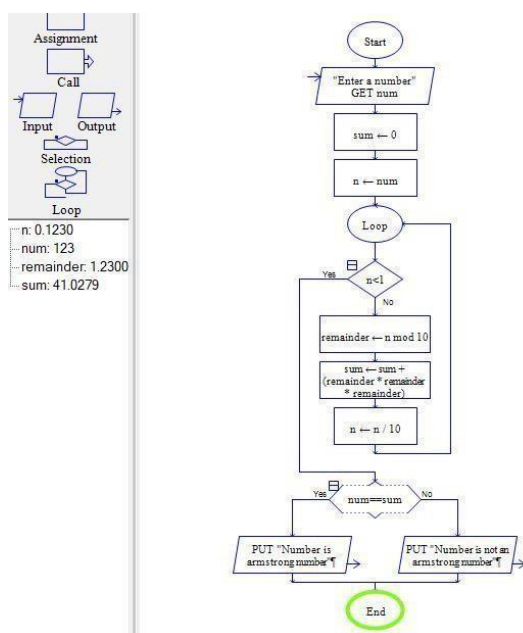 Assignment
Call
Input
Output
Selection
Loop
n: 0.1230
num: 123
remainder: 1.2300
sum: 41.0279
Start
"Enter a number"
GET num
sum ← 0
n ← num
Loop
Yes
n<1
No
remainder ← n mod 10
sum ← sum +
(remainder * remainder
* remainder)
n ← n / 10
Yes
num==sum
No
PUT "Number is
armstrong number"¶
PUT "Number is not an
armstrong number"¶
End